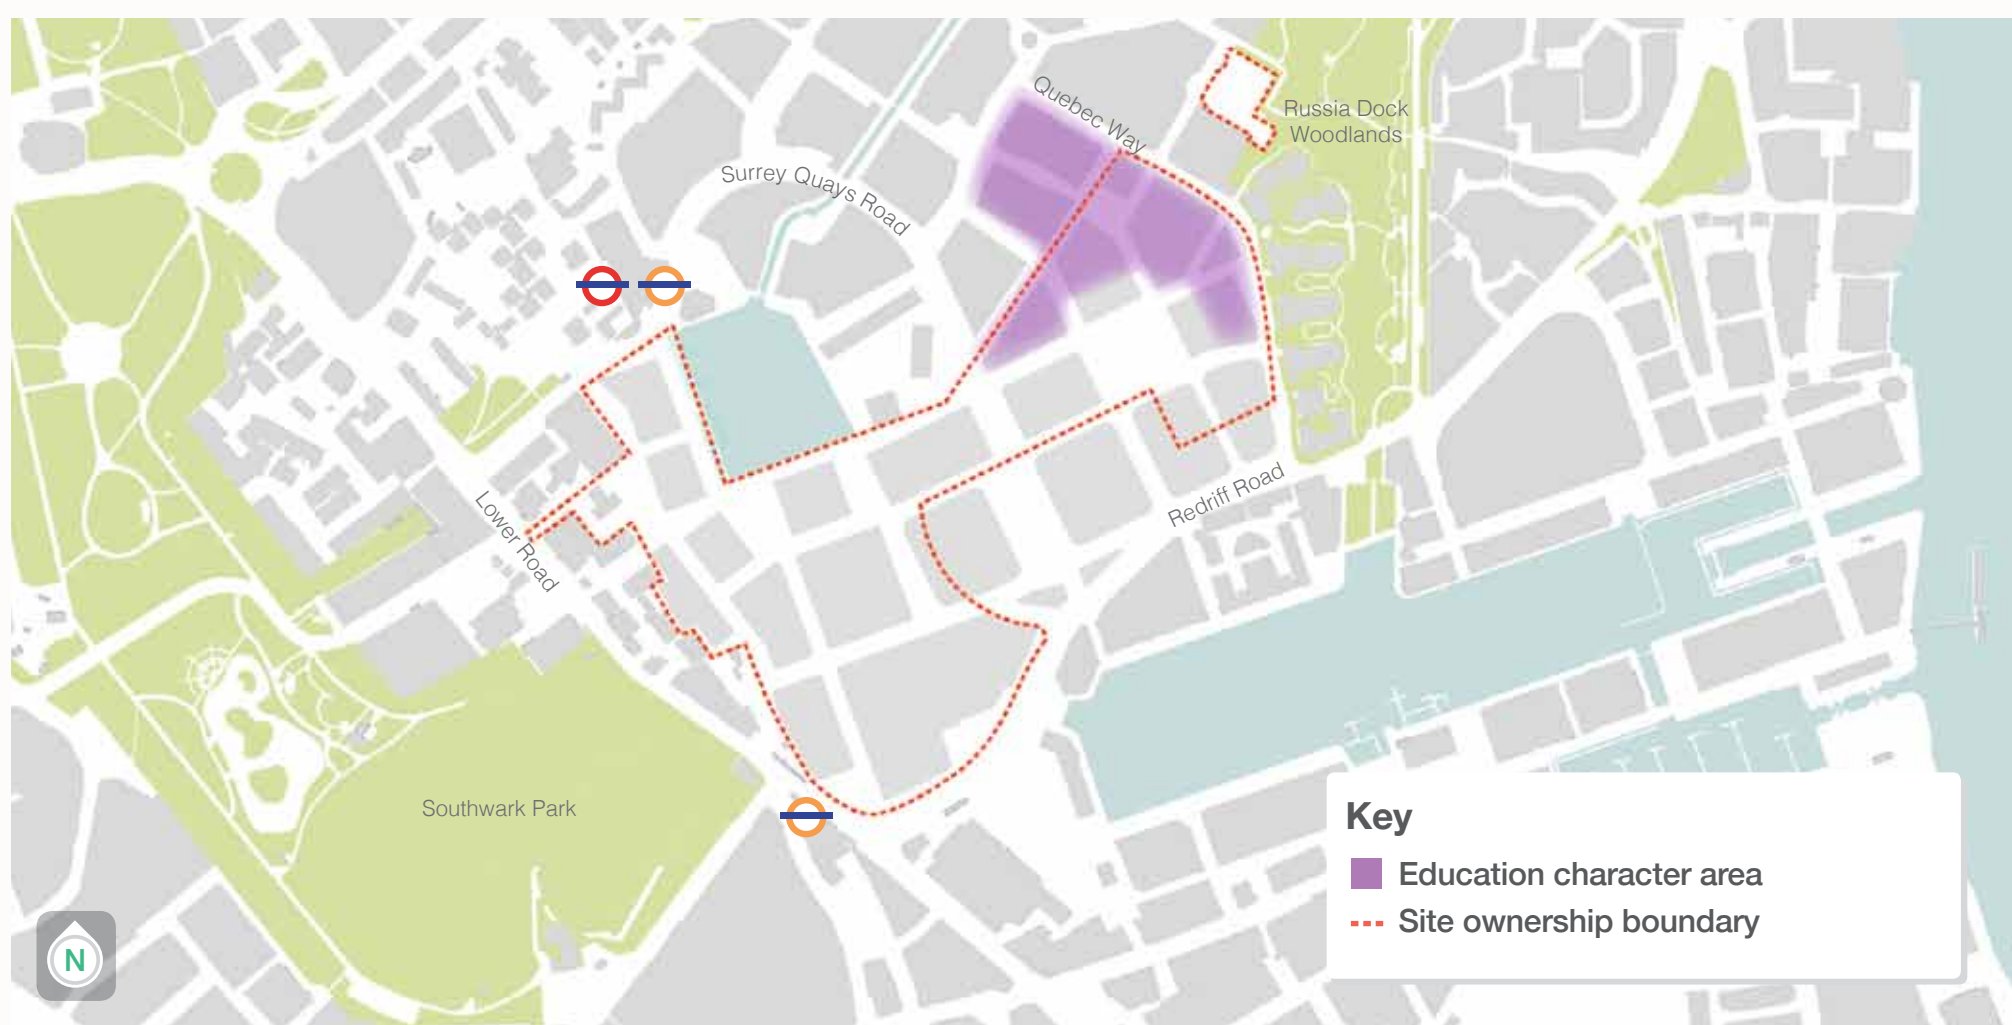 Quebec Way
Russia Dock
Woodlands
Surrey Quays Road
Lower Road
Redriff Road
Southwark Park
Key
Education character area
Site ownership boundary
N